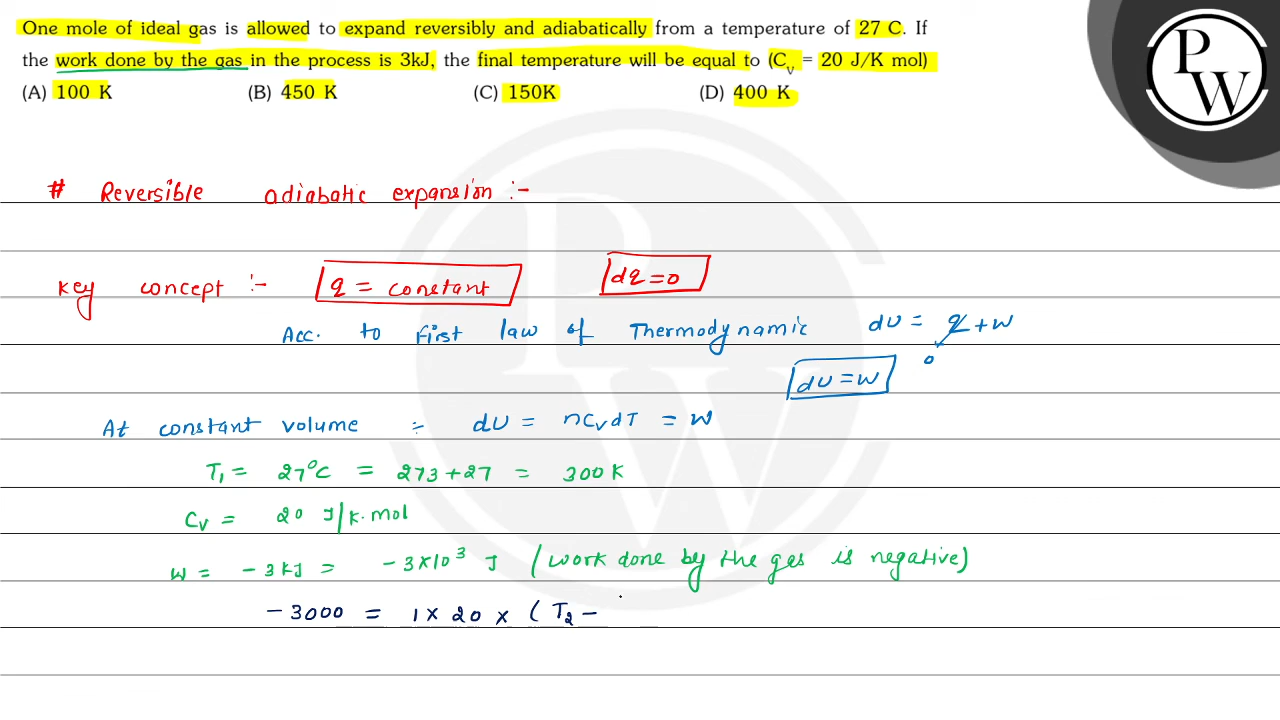 One mole of ideal gas is allowed to expand reversibly and adiabatically from a temperature of 27 C. If
the work done by the gas in the process is 3kJ, the final temperature will be equal to (Cv = 20 J/K mol)
(A) 100 K (B) 450 K (C) 150K (D) 400 K
P
W
# Reversible adiabatic expansion :-
Key concept :- q = constant dq = 0
Acc. to First law of Thermodynamic dU = q + w
0
dU = w
At constant volume :- dU = nCvdT = W
T1 = 27°C = 273+27 = 300 K
Cv = 20 J/K.mol
W = -3 KJ = -3×10³ J (work done by the gas is negative)
-3000 = 1 × 20 × (T2 -